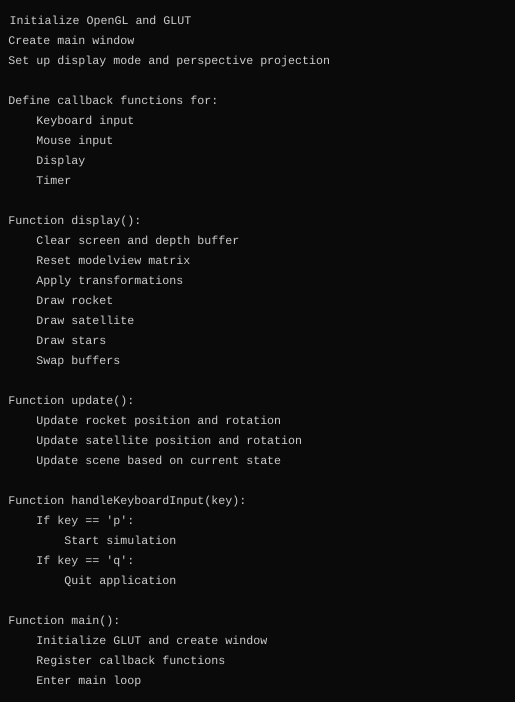 Initialize OpenGL and GLUT
Create main window
Set up display mode and perspective projection

Define callback functions for:
    Keyboard input
    Mouse input
    Display
    Timer

Function display():
    Clear screen and depth buffer
    Reset modelview matrix
    Apply transformations
    Draw rocket
    Draw satellite
    Draw stars
    Swap buffers

Function update():
    Update rocket position and rotation
    Update satellite position and rotation
    Update scene based on current state

Function handleKeyboardInput(key):
    If key == 'p':
        Start simulation
    If key == 'q':
        Quit application

Function main():
    Initialize GLUT and create window
    Register callback functions
    Enter main loop